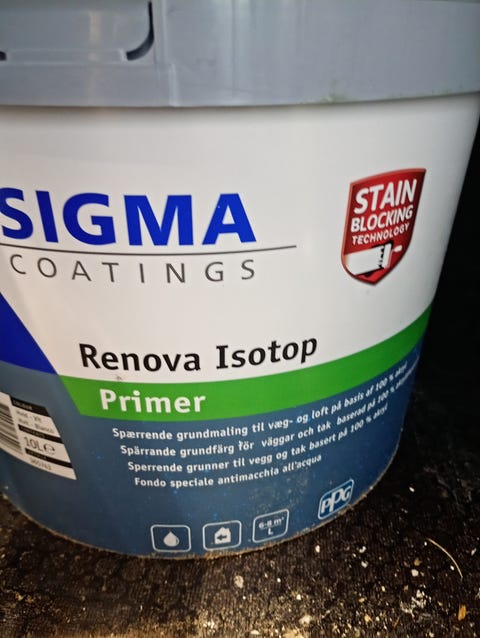 SIGMA
COATINGS
STAIN
BLOCKING
TECHNOLOGY
Renova Isotop
Primer
Spærrende grundmaling til væg- og loft på basis af 100 % akryl
Spärrande grundfärg för väggar och tak baserad på 100 %
Sperrende grunner til vegg og tak basert på 100 % akryl
Fondo speciale antimacchia all'acqua
10L
6-8 m²
L
PPG